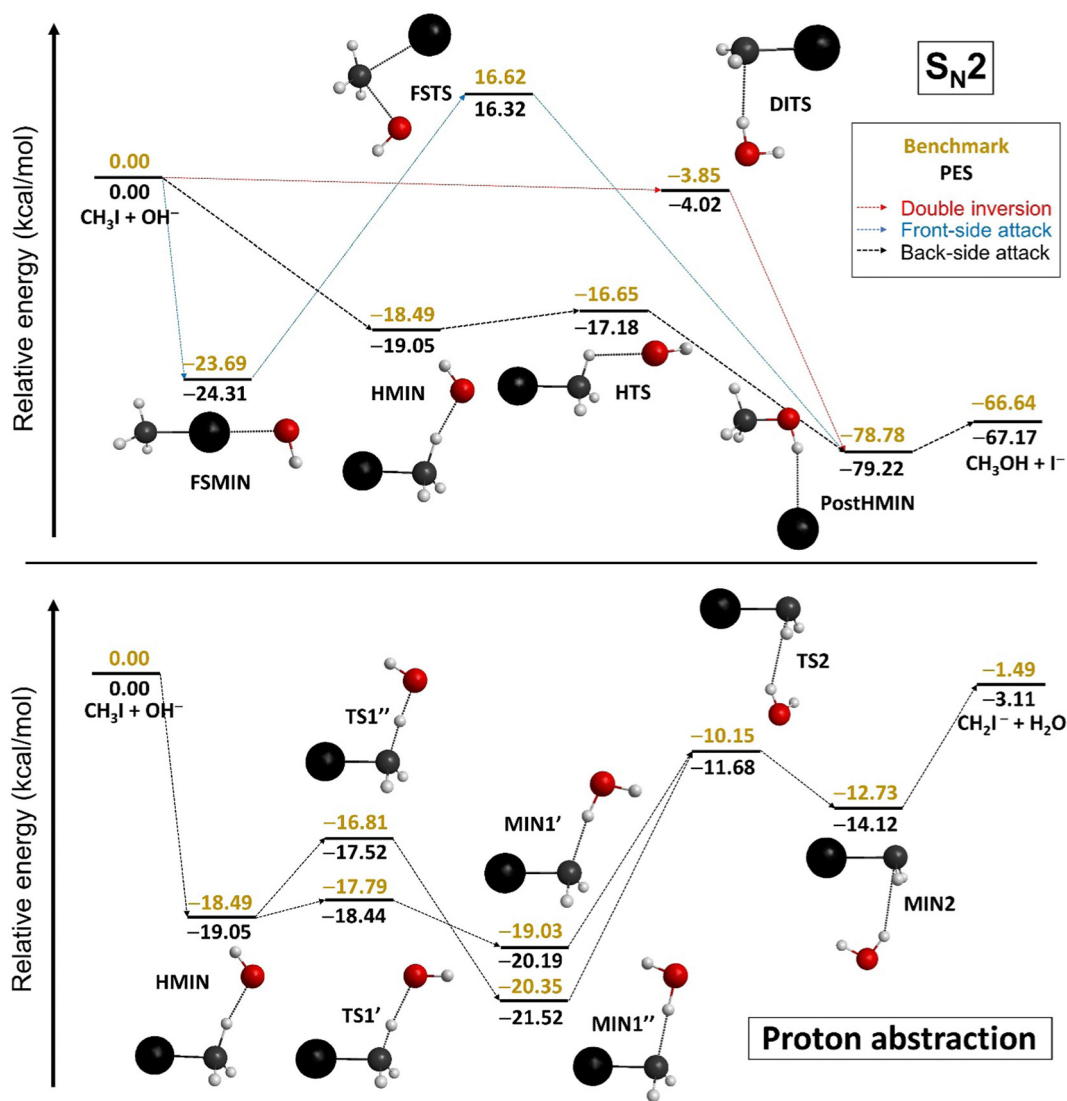 Relative energy (kcal/mol)
S_N2
FSTS
16.62
16.32
DITS
Benchmark
PES
Double inversion
Front-side attack
Back-side attack
0.00
0.00
CH₃I + OH⁻
−3.85
−4.02
−18.49
−19.05
HMIN
−16.65
−17.18
HTS
−23.69
−24.31
FSMIN
−78.78
−79.22
PostHMIN
−66.64
−67.17
CH₃OH + I⁻
Relative energy (kcal/mol)
0.00
0.00
CH₃I + OH⁻
TS1’’
TS2
−1.49
−3.11
CH₂I⁻ + H₂O
−10.15
−11.68
−12.73
−14.12
MIN2
−16.81
−17.52
−17.79
−18.44
MIN1’
−18.49
−19.05
HMIN
TS1’
−19.03
−20.19
−20.35
−21.52
MIN1’’
Proton abstraction